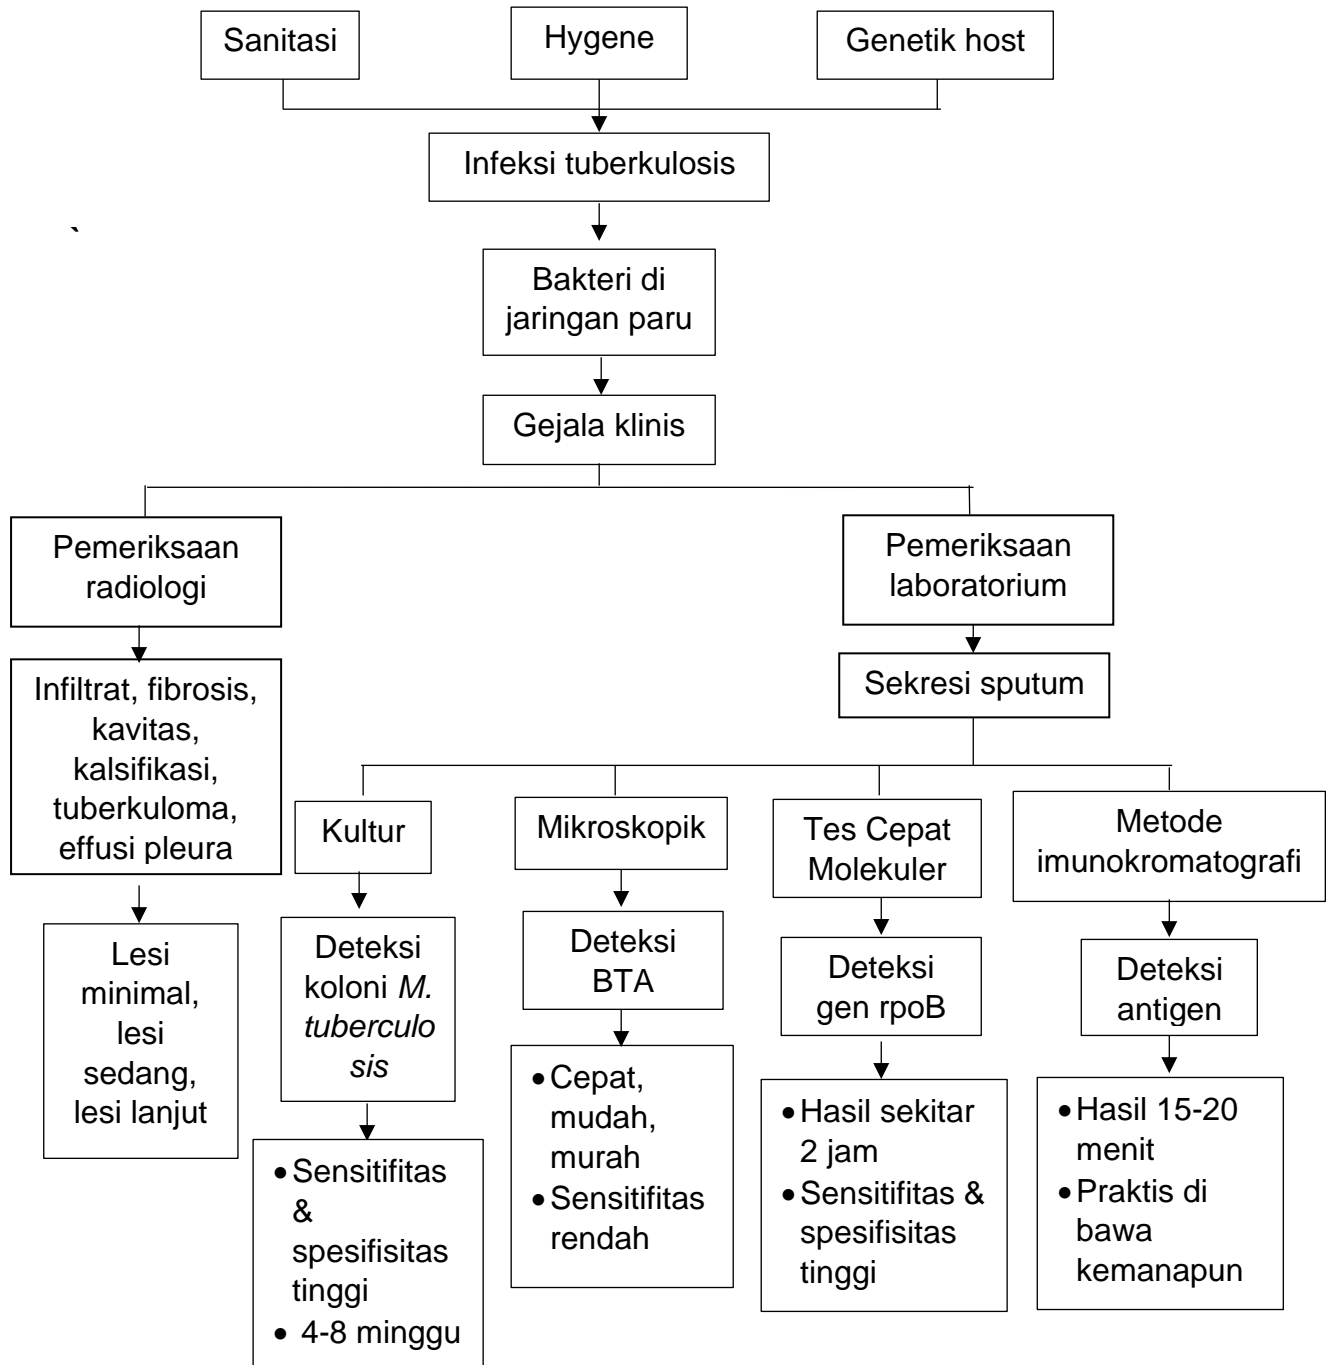 Sanitasi
Hygene
Genetik host
Infeksi tuberkulosis
`
Bakteri di
jaringan paru
Gejala klinis
Pemeriksaan
radiologi
Pemeriksaan
laboratorium
Infiltrat, fibrosis,
kavitas,
kalsifikasi,
tuberkuloma,
effusi pleura
Sekresi sputum
Kultur
Mikroskopik
Tes Cepat
Molekuler
Metode
imunokromatografi
Lesi
minimal,
lesi
sedang,
lesi lanjut
Deteksi
koloni M.
tuberculo
sis
Deteksi
BTA
Deteksi
gen rpoB
Deteksi
antigen
• Sensitifitas
&
spesifisitas
tinggi
• 4-8 minggu
• Cepat,
mudah,
murah
• Sensitifitas
rendah
• Hasil sekitar
2 jam
• Sensitifitas &
spesifisitas
tinggi
• Hasil 15-20
menit
• Praktis di
bawa
kemanapun